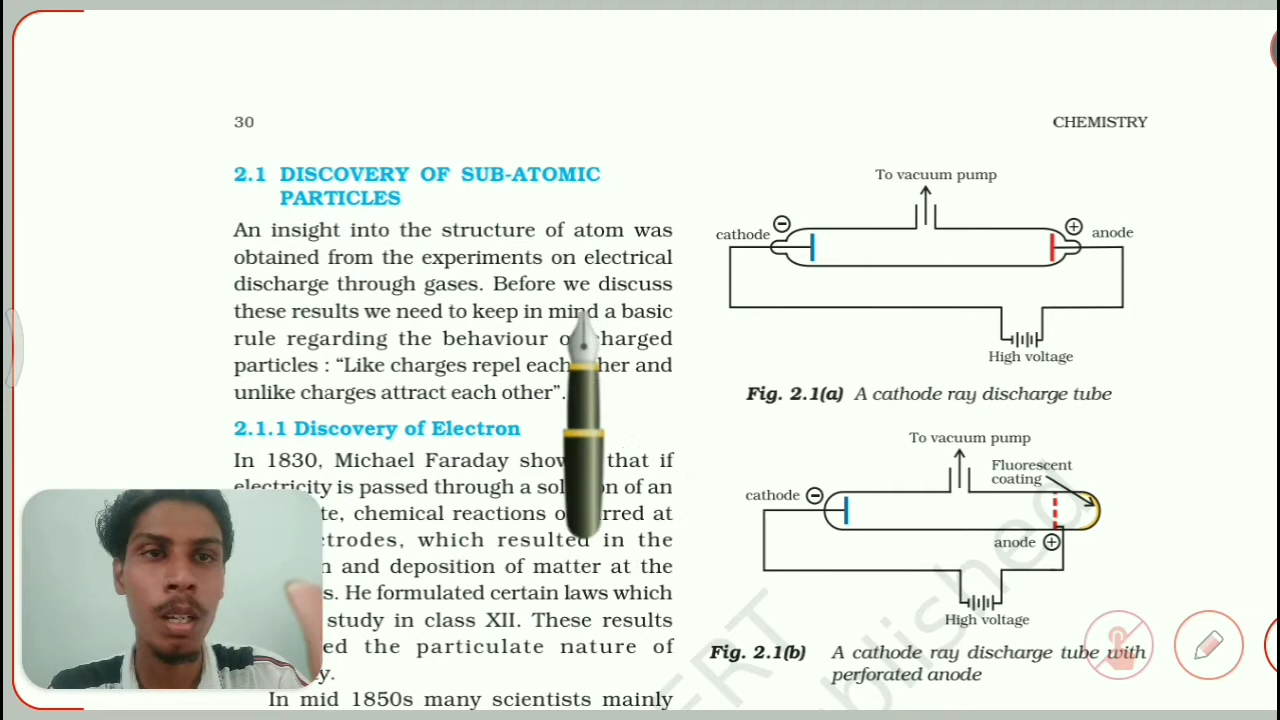 30
CHEMISTRY
2.1 DISCOVERY OF SUB-ATOMIC
PARTICLES
An insight into the structure of atom was
obtained from the experiments on electrical
discharge through gases. Before we discuss
these results we need to keep in mind a basic
rule regarding the behaviour charged
particles : “Like charges repel each her and
unlike charges attract each other”.
2.1.1 Discovery of Electron
In 1830, Michael Faraday show that if
electricity is passed through a sol on of an
te, chemical reactions o rred at
trodes, which resulted in the
n and deposition of matter at the
s. He formulated certain laws which
study in class XII. These results
ed the particulate nature of
y.
In mid 1850s many scientists mainly
To vacuum pump
cathode
−
+
anode
High voltage
Fig. 2.1(a) A cathode ray discharge tube
To vacuum pump
Fluorescent
coating
cathode −
anode +
High voltage
Fig. 2.1(b) A cathode ray discharge tube with
perforated anode